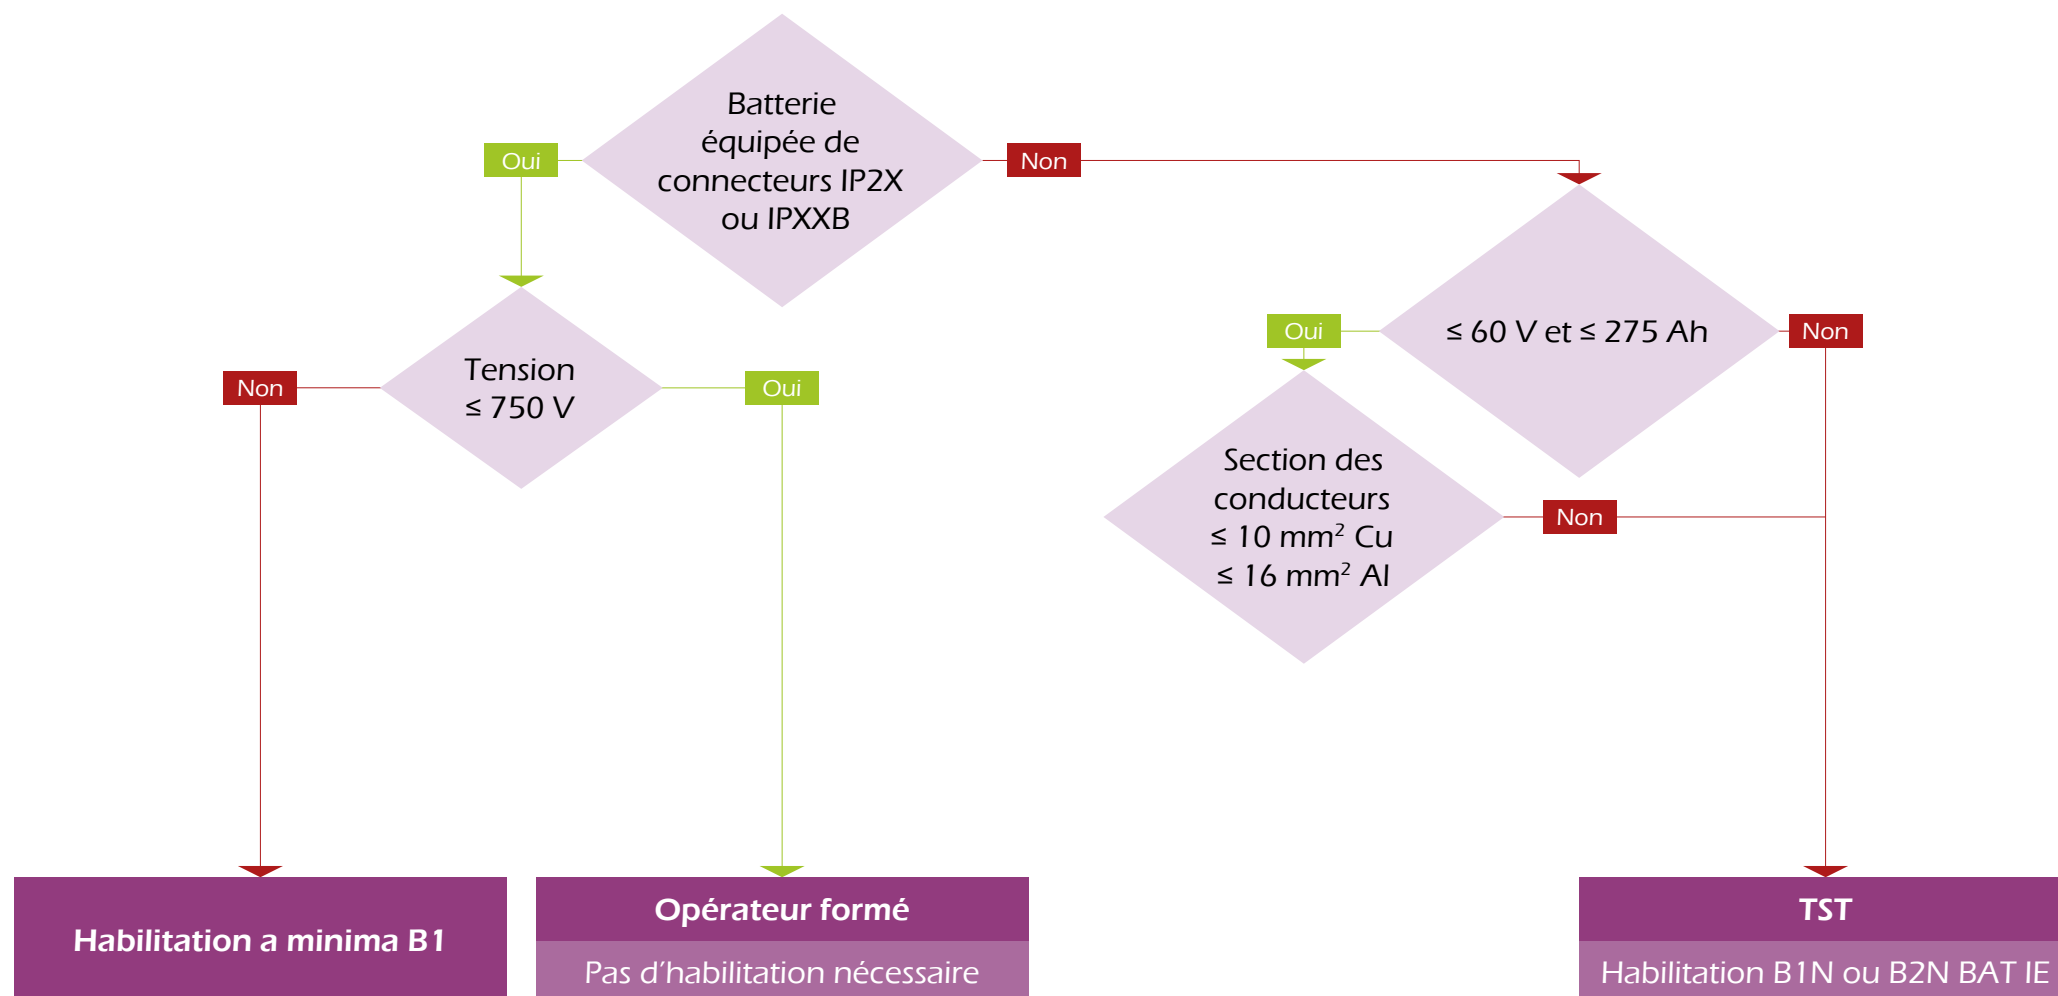 Batterie
équipée de
connecteurs IP2X
ou IPXXB
Oui
Non
Tension
≤ 750 V
Non
Oui
≤ 60 V et ≤ 275 Ah
Oui
Non
Section des
conducteurs
≤ 10 mm² Cu
≤ 16 mm² Al
Non
Habilitation a minima B1
Opérateur formé
Pas d’habilitation nécessaire
TST
Habilitation B1N ou B2N BAT IE